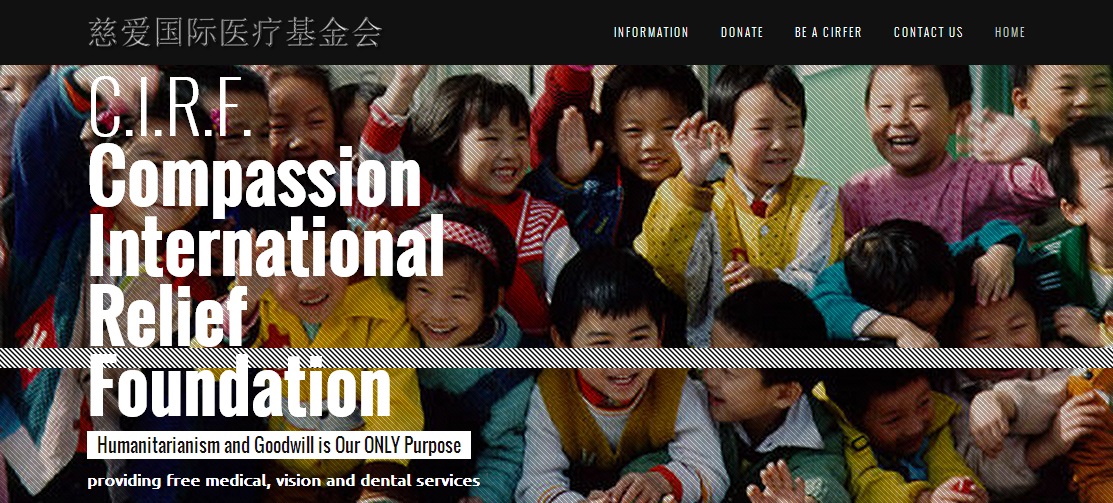 慈爱国际医疗基金会
INFORMATION DONATE BE A CIRFER CONTACT US HOME
C.I.R.F.
Compassion
International
Relief
Foundation
Humanitarianism and Goodwill is Our ONLY Purpose
providing free medical, vision and dental services